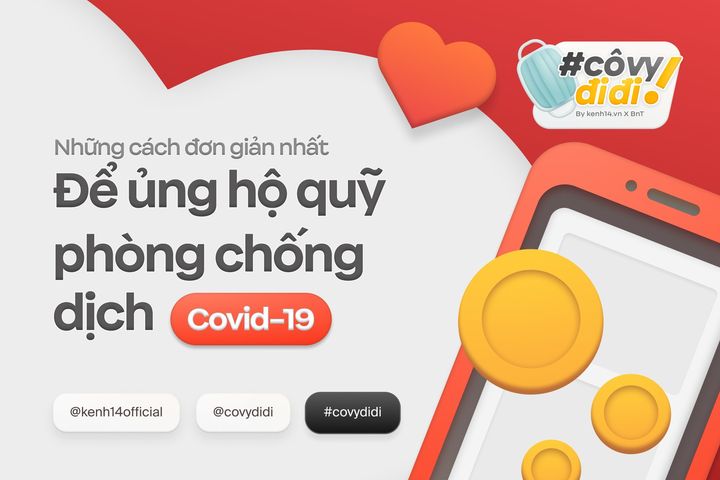 #côvy
đi đi!
By kenh14.vn X BnT
Những cách đơn giản nhất
Để ủng hộ quỹ
phòng chống
dịch Covid-19
@kenh14official @covydidi #covydidi